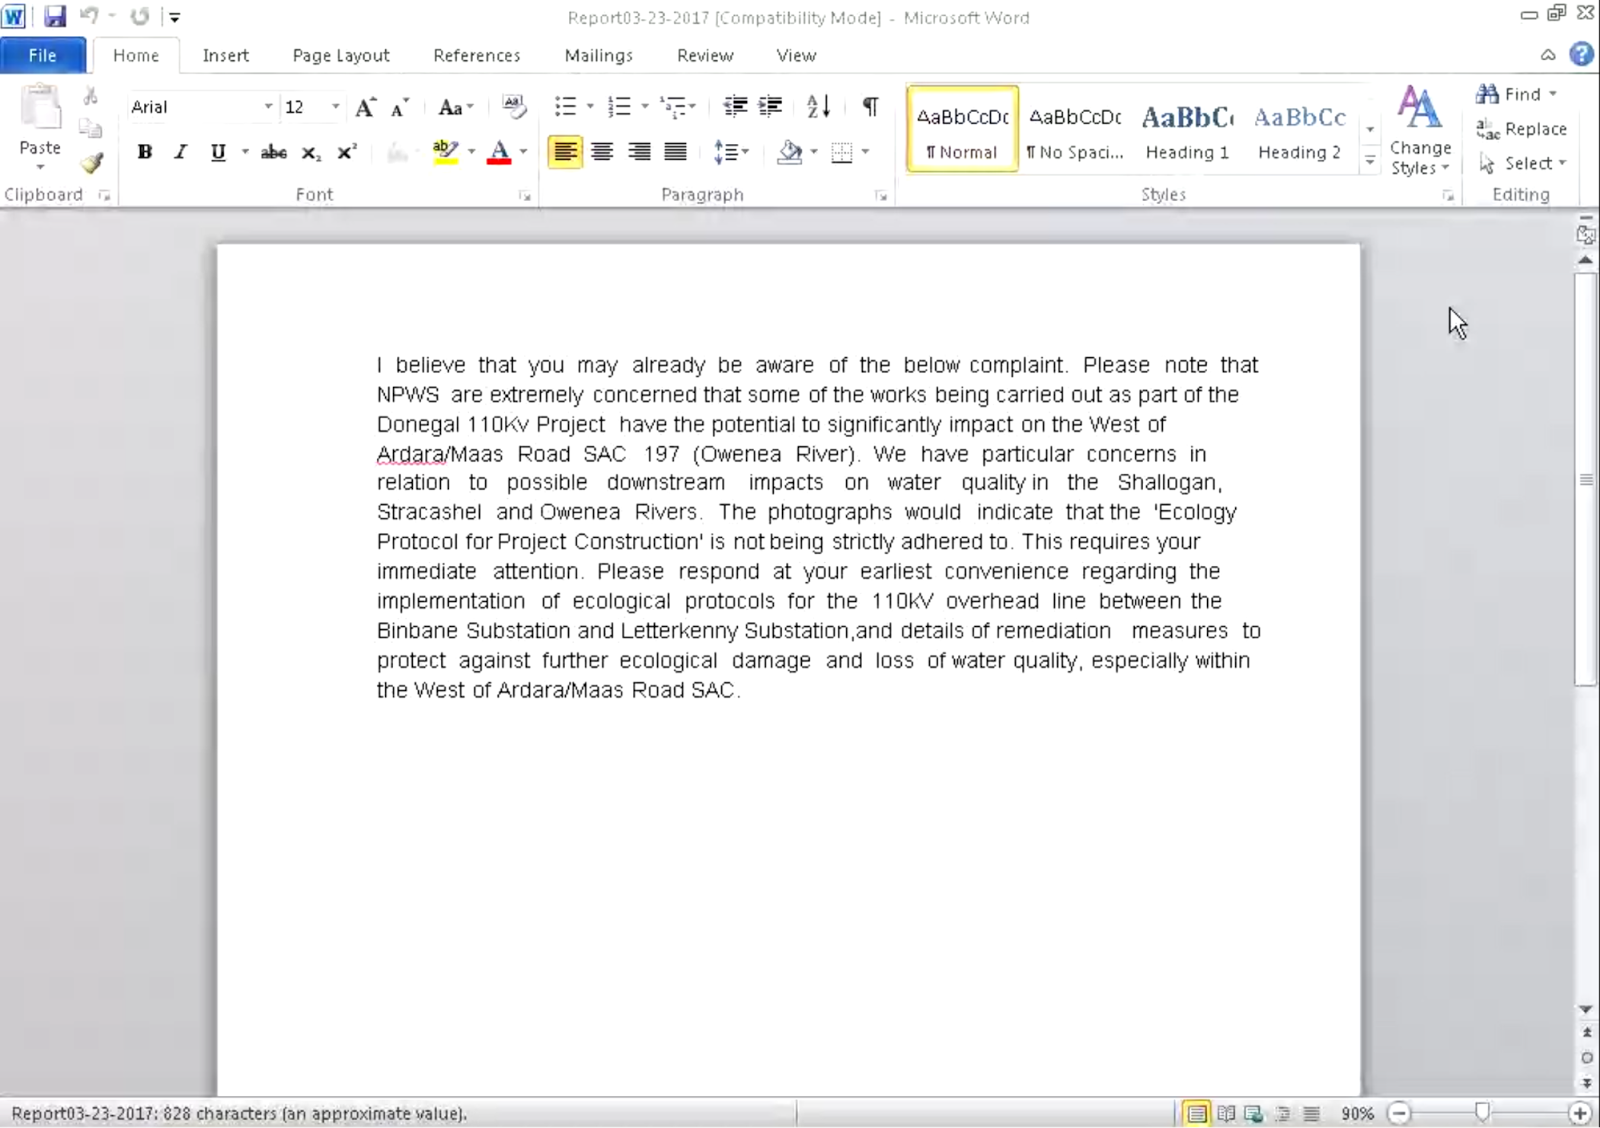 Report03-23-2017 [Compatibility Mode] - Microsoft Word
File Home Insert Page Layout References Mailings Review View
Paste
Clipboard
Arial 12
Font
Paragraph
AaBbCcDc AaBbCcDc AaBbC AaBbCc
¶ Normal ¶ No Spaci... Heading 1 Heading 2
Styles
Change
Styles
Find
Replace
Select
Editing
I believe that you may already be aware of the below complaint. Please note that
NPWS are extremely concerned that some of the works being carried out as part of the
Donegal 110Kv Project have the potential to significantly impact on the West of
Ardara/Maas Road SAC 197 (Owenea River). We have particular concerns in
relation to possible downstream impacts on water quality in the Shallogan,
Stracashel and Owenea Rivers. The photographs would indicate that the 'Ecology
Protocol for Project Construction' is not being strictly adhered to. This requires your
immediate attention. Please respond at your earliest convenience regarding the
implementation of ecological protocols for the 110kV overhead line between the
Binbane Substation and Letterkenny Substation,and details of remediation measures to
protect against further ecological damage and loss of water quality, especially within
the West of Ardara/Maas Road SAC.
Report03-23-2017: 828 characters (an approximate value).
90%